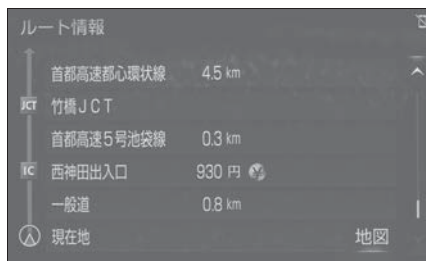 ルート情報
首都高速都心環状線 4.5 km
JCT 竹橋JCT
首都高速5号池袋線 0.3 km
IC 西神田出入口 930 円
一般道 0.8 km
現在地 地図